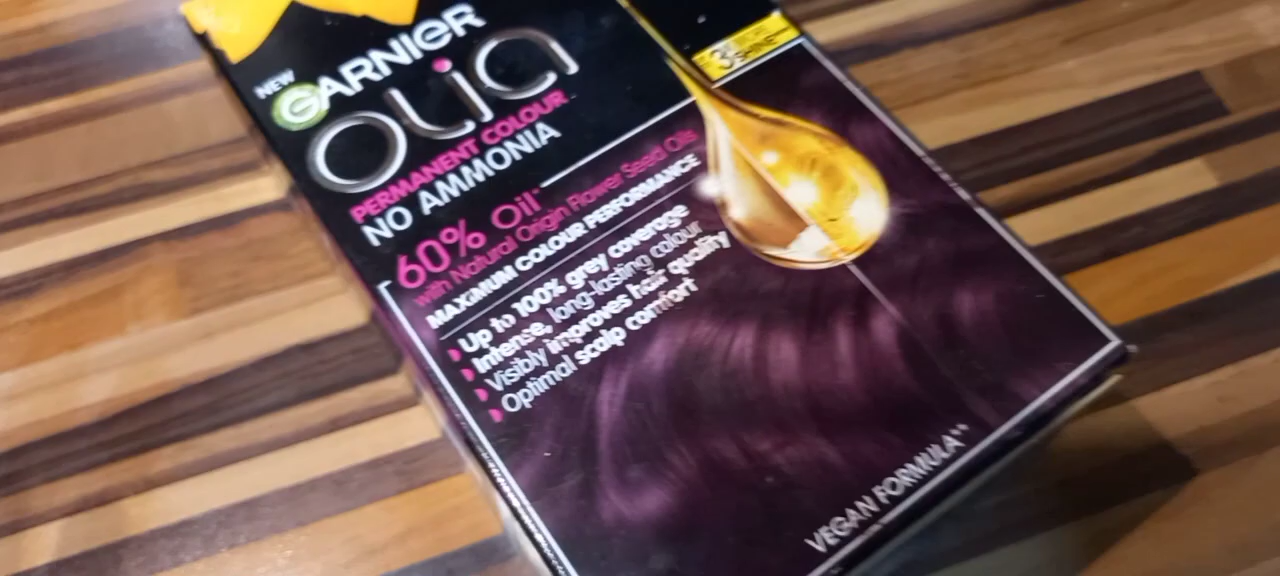 NEW
GARNIER
OLIA
PERMANENT COLOUR
NO AMMONIA
60% Oil*
with Natural Origin Flower Seed Oils
MAXIMUM COLOUR PERFORMANCE
Up to 100% grey coverage
Intense, long-lasting colour
Visibly improves hair quality
Optimal scalp comfort
VEGAN FORMULA**